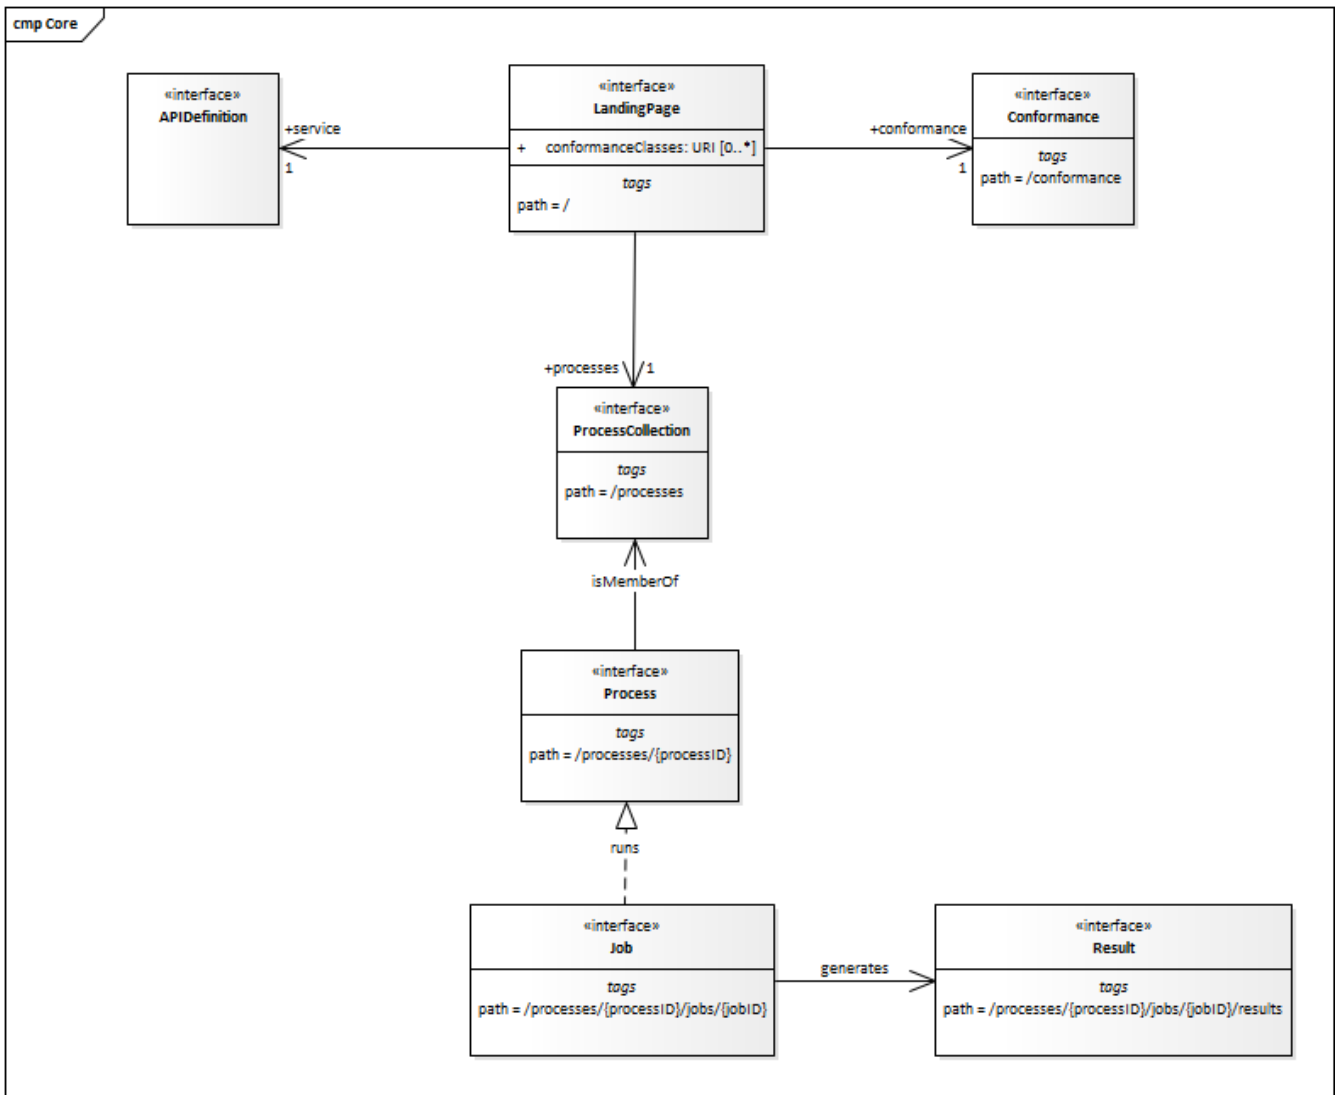 cmp Core
«interface»
APIDefinition
+service
1
«interface»
LandingPage
+ conformanceClasses: URI [0..*]
tags
path = /
+conformance
1
«interface»
Conformance
tags
path = /conformance
+processes
1
«interface»
ProcessCollection
tags
path = /processes
isMemberOf
«interface»
Process
tags
path = /processes/{processID}
runs
«interface»
Job
tags
path = /processes/{processID}/jobs/{jobID}
generates
«interface»
Result
tags
path = /processes/{processID}/jobs/{jobID}/results